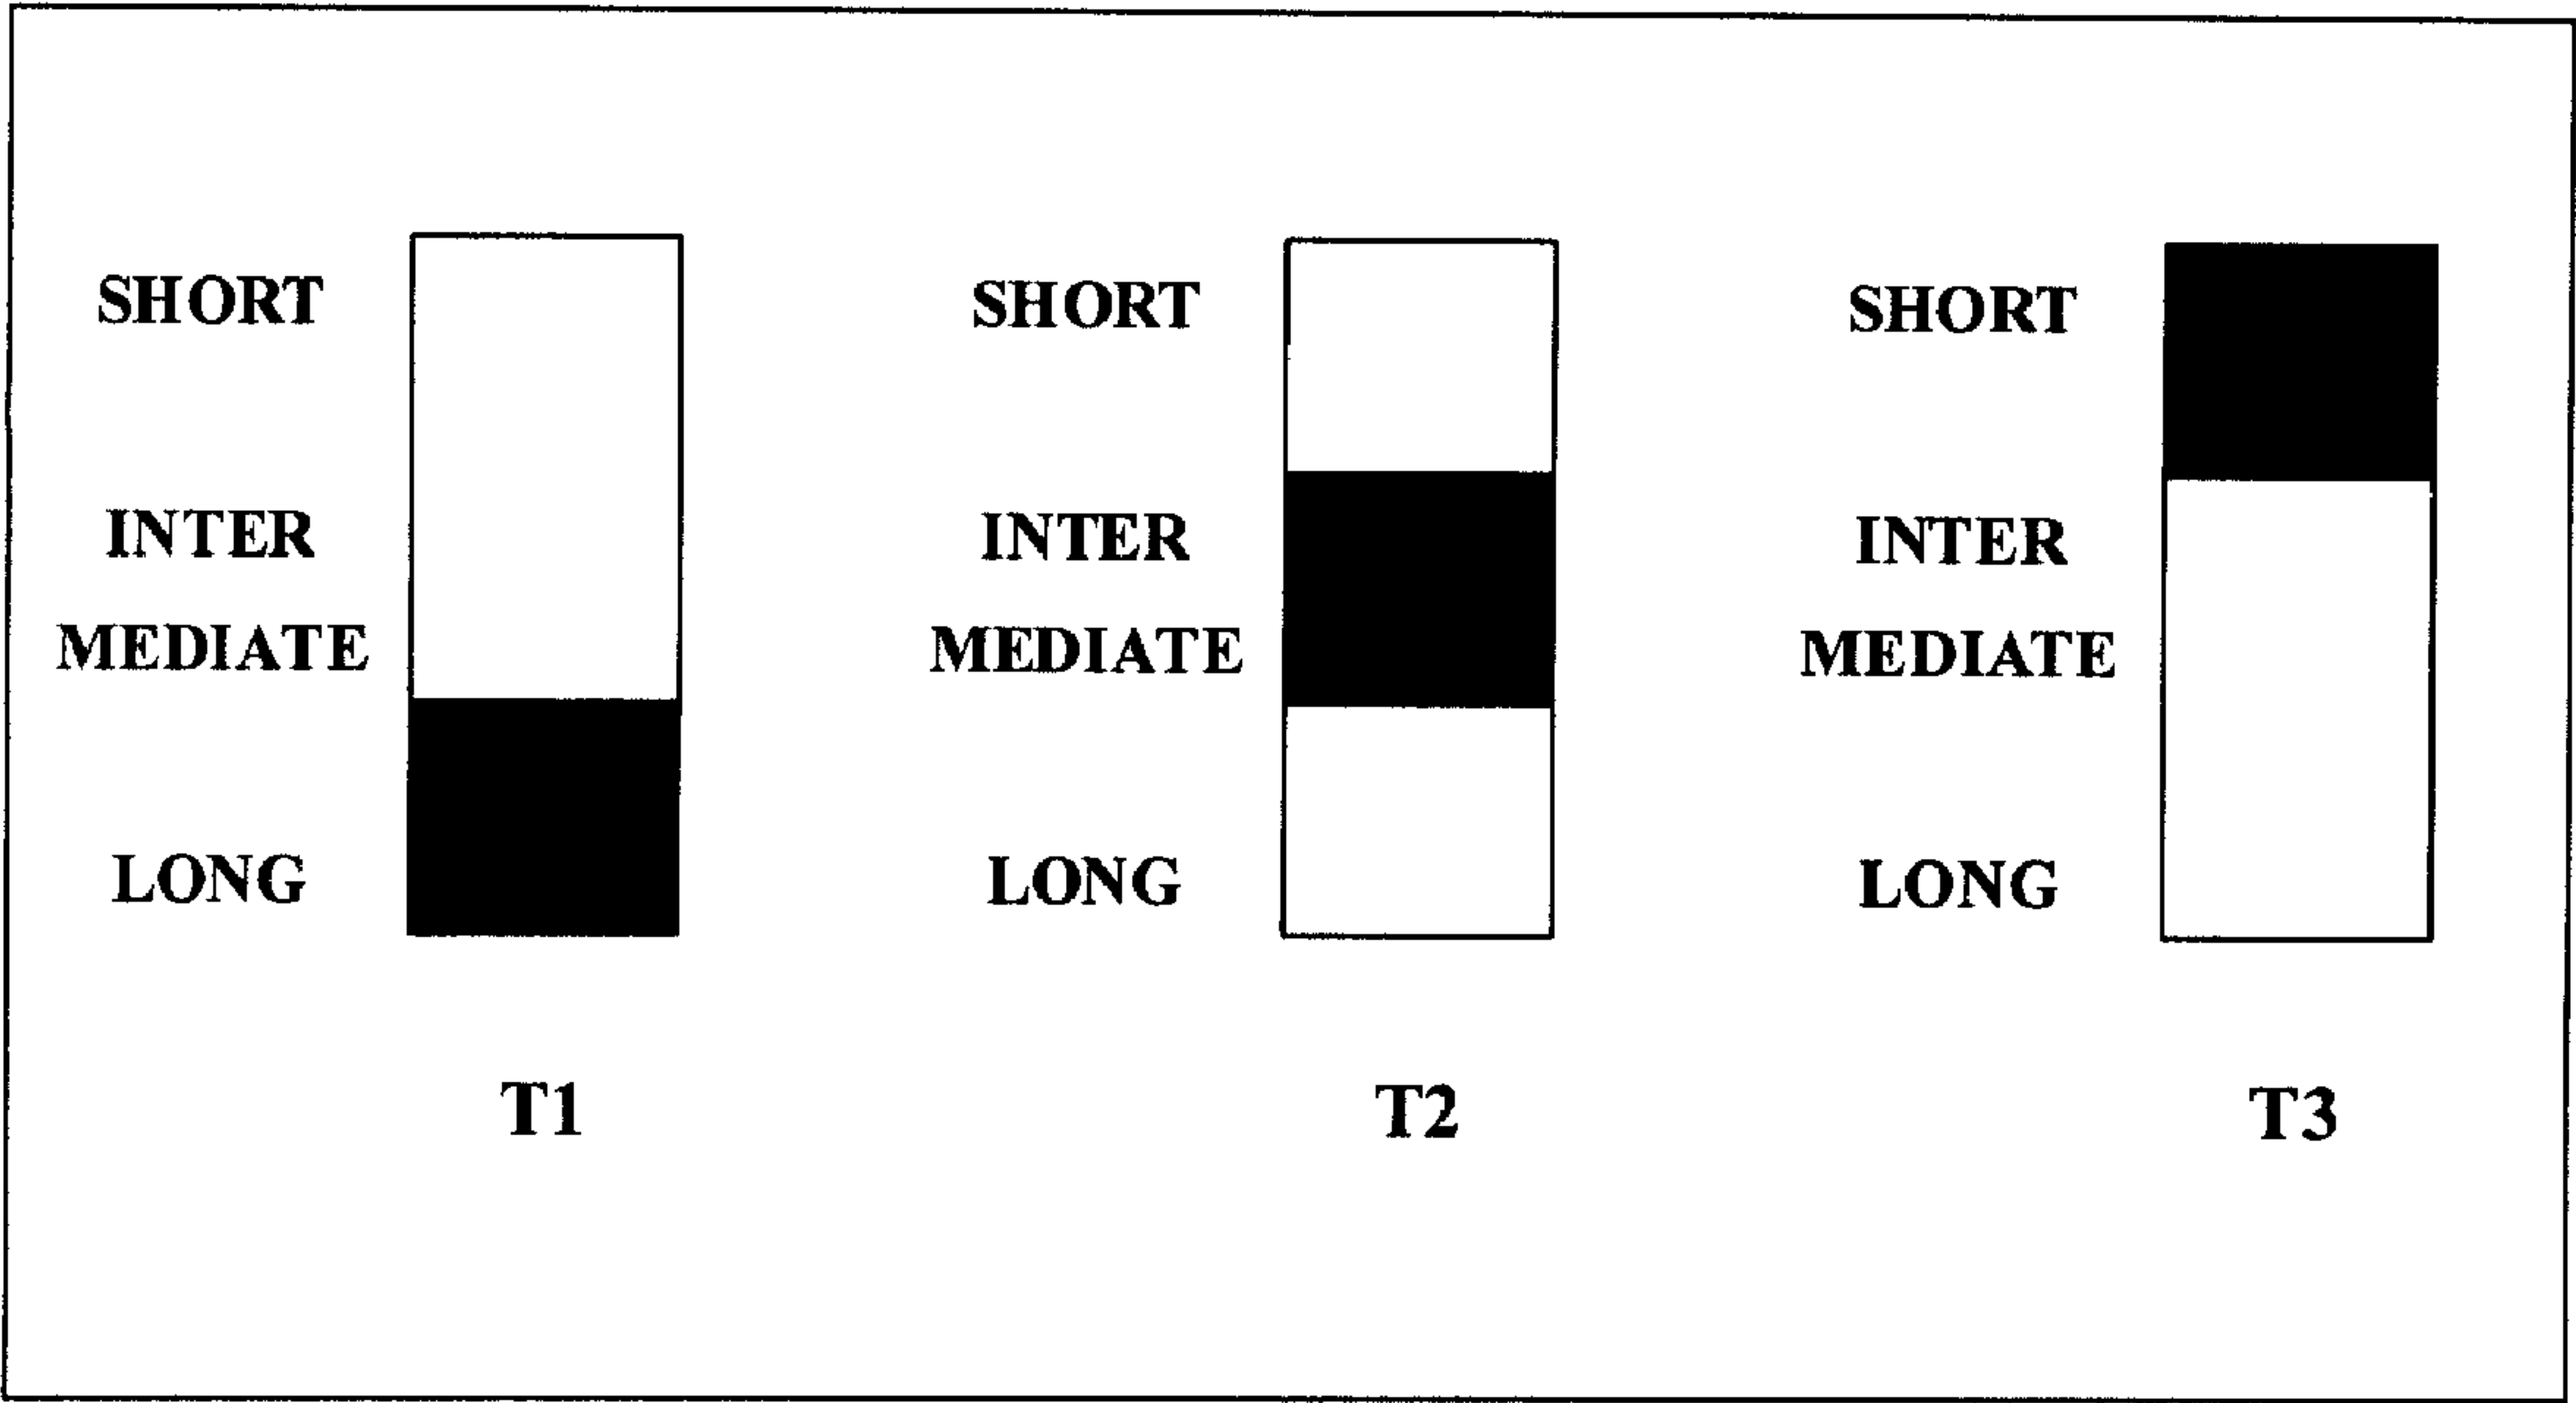 SHORT
INTER
MEDIATE
LONG
T1
SHORT
INTER
MEDIATE
LONG
T2
SHORT
INTER
MEDIATE
LONG
T3